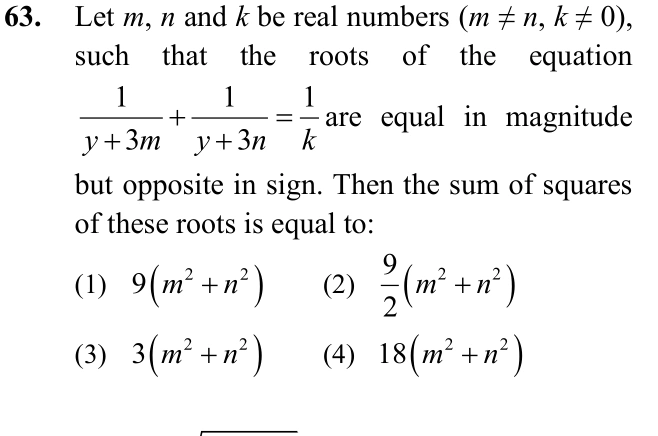 63. Let m, n and k be real numbers (m ≠ n, k ≠ 0),
such that the roots of the equation
1/(y+3m) + 1/(y+3n) = 1/k are equal in magnitude
but opposite in sign. Then the sum of squares
of these roots is equal to:
(1) 9(m² + n²) (2) 9/2(m² + n²)
(3) 3(m² + n²) (4) 18(m² + n²)